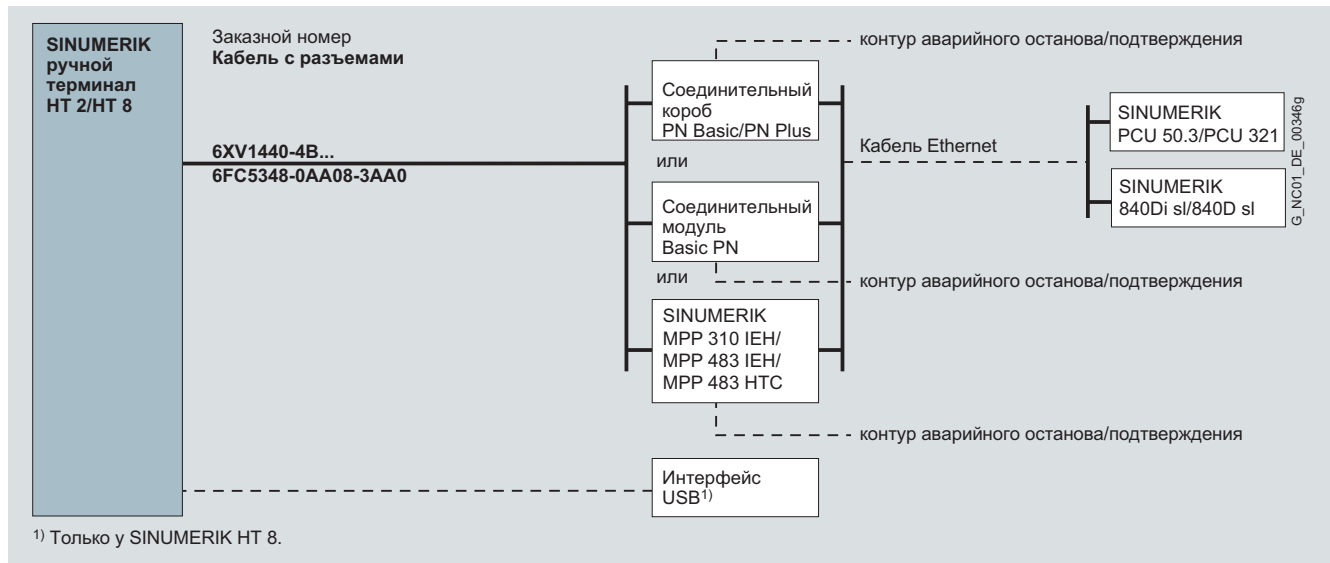 SINUMERIK
ручной
терминал
HT 2/HT 8
Заказной номер
Кабель с разъемами
6XV1440-4B...
6FC5348-0AA08-3AA0
контур аварийного останова/подтверждения
Соединительный
короб
PN Basic/PN Plus
или
Соединительный
модуль
Basic PN
или
контур аварийного останова/подтверждения
SINUMERIK
MPP 310 IEH/
MPP 483 IEH/
MPP 483 HTC
контур аварийного останова/подтверждения
Интерфейс
USB1)
Кабель Ethernet
SINUMERIK
PCU 50.3/PCU 321
SINUMERIK
840Di sl/840D sl
G_NC01_DE_00346g
1) Только у SINUMERIK HT 8.